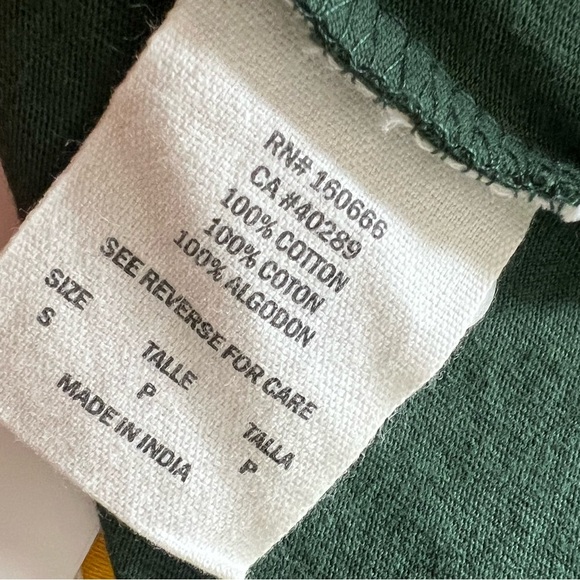 RN# 160666
CA #40289
100% COTTON
100% COTON
100% ALGODON
SEE REVERSE FOR CARE
SIZE TALLE TALLA
S P P
MADE IN INDIA